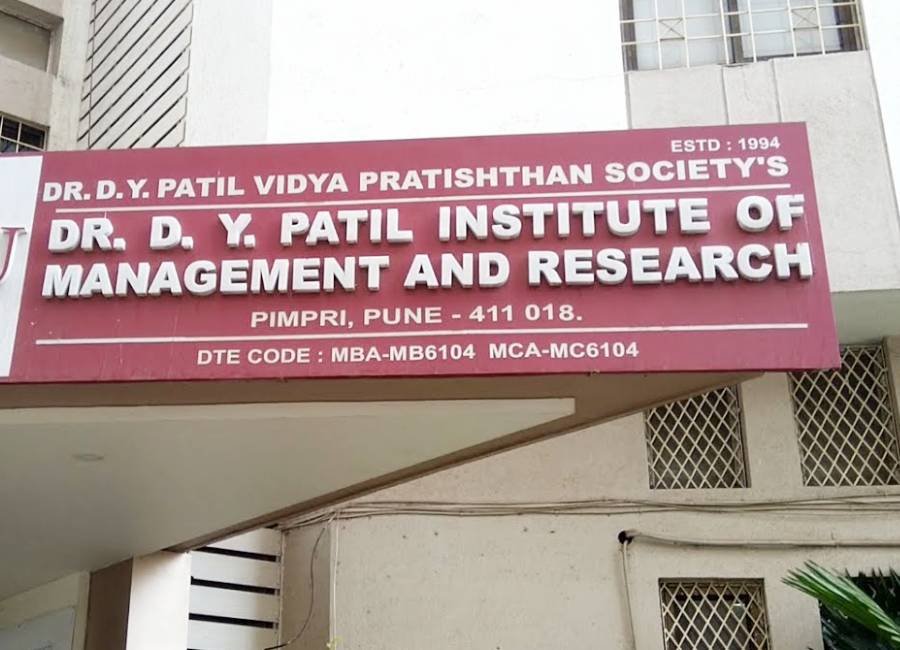 ESTD : 1994
DR. D. Y. PATIL VIDYA PRATISHTHAN SOCIETY'S
DR. D. Y. PATIL INSTITUTE OF
MANAGEMENT AND RESEARCH
PIMPRI, PUNE - 411 018.
DTE CODE : MBA-MB6104 MCA-MC6104